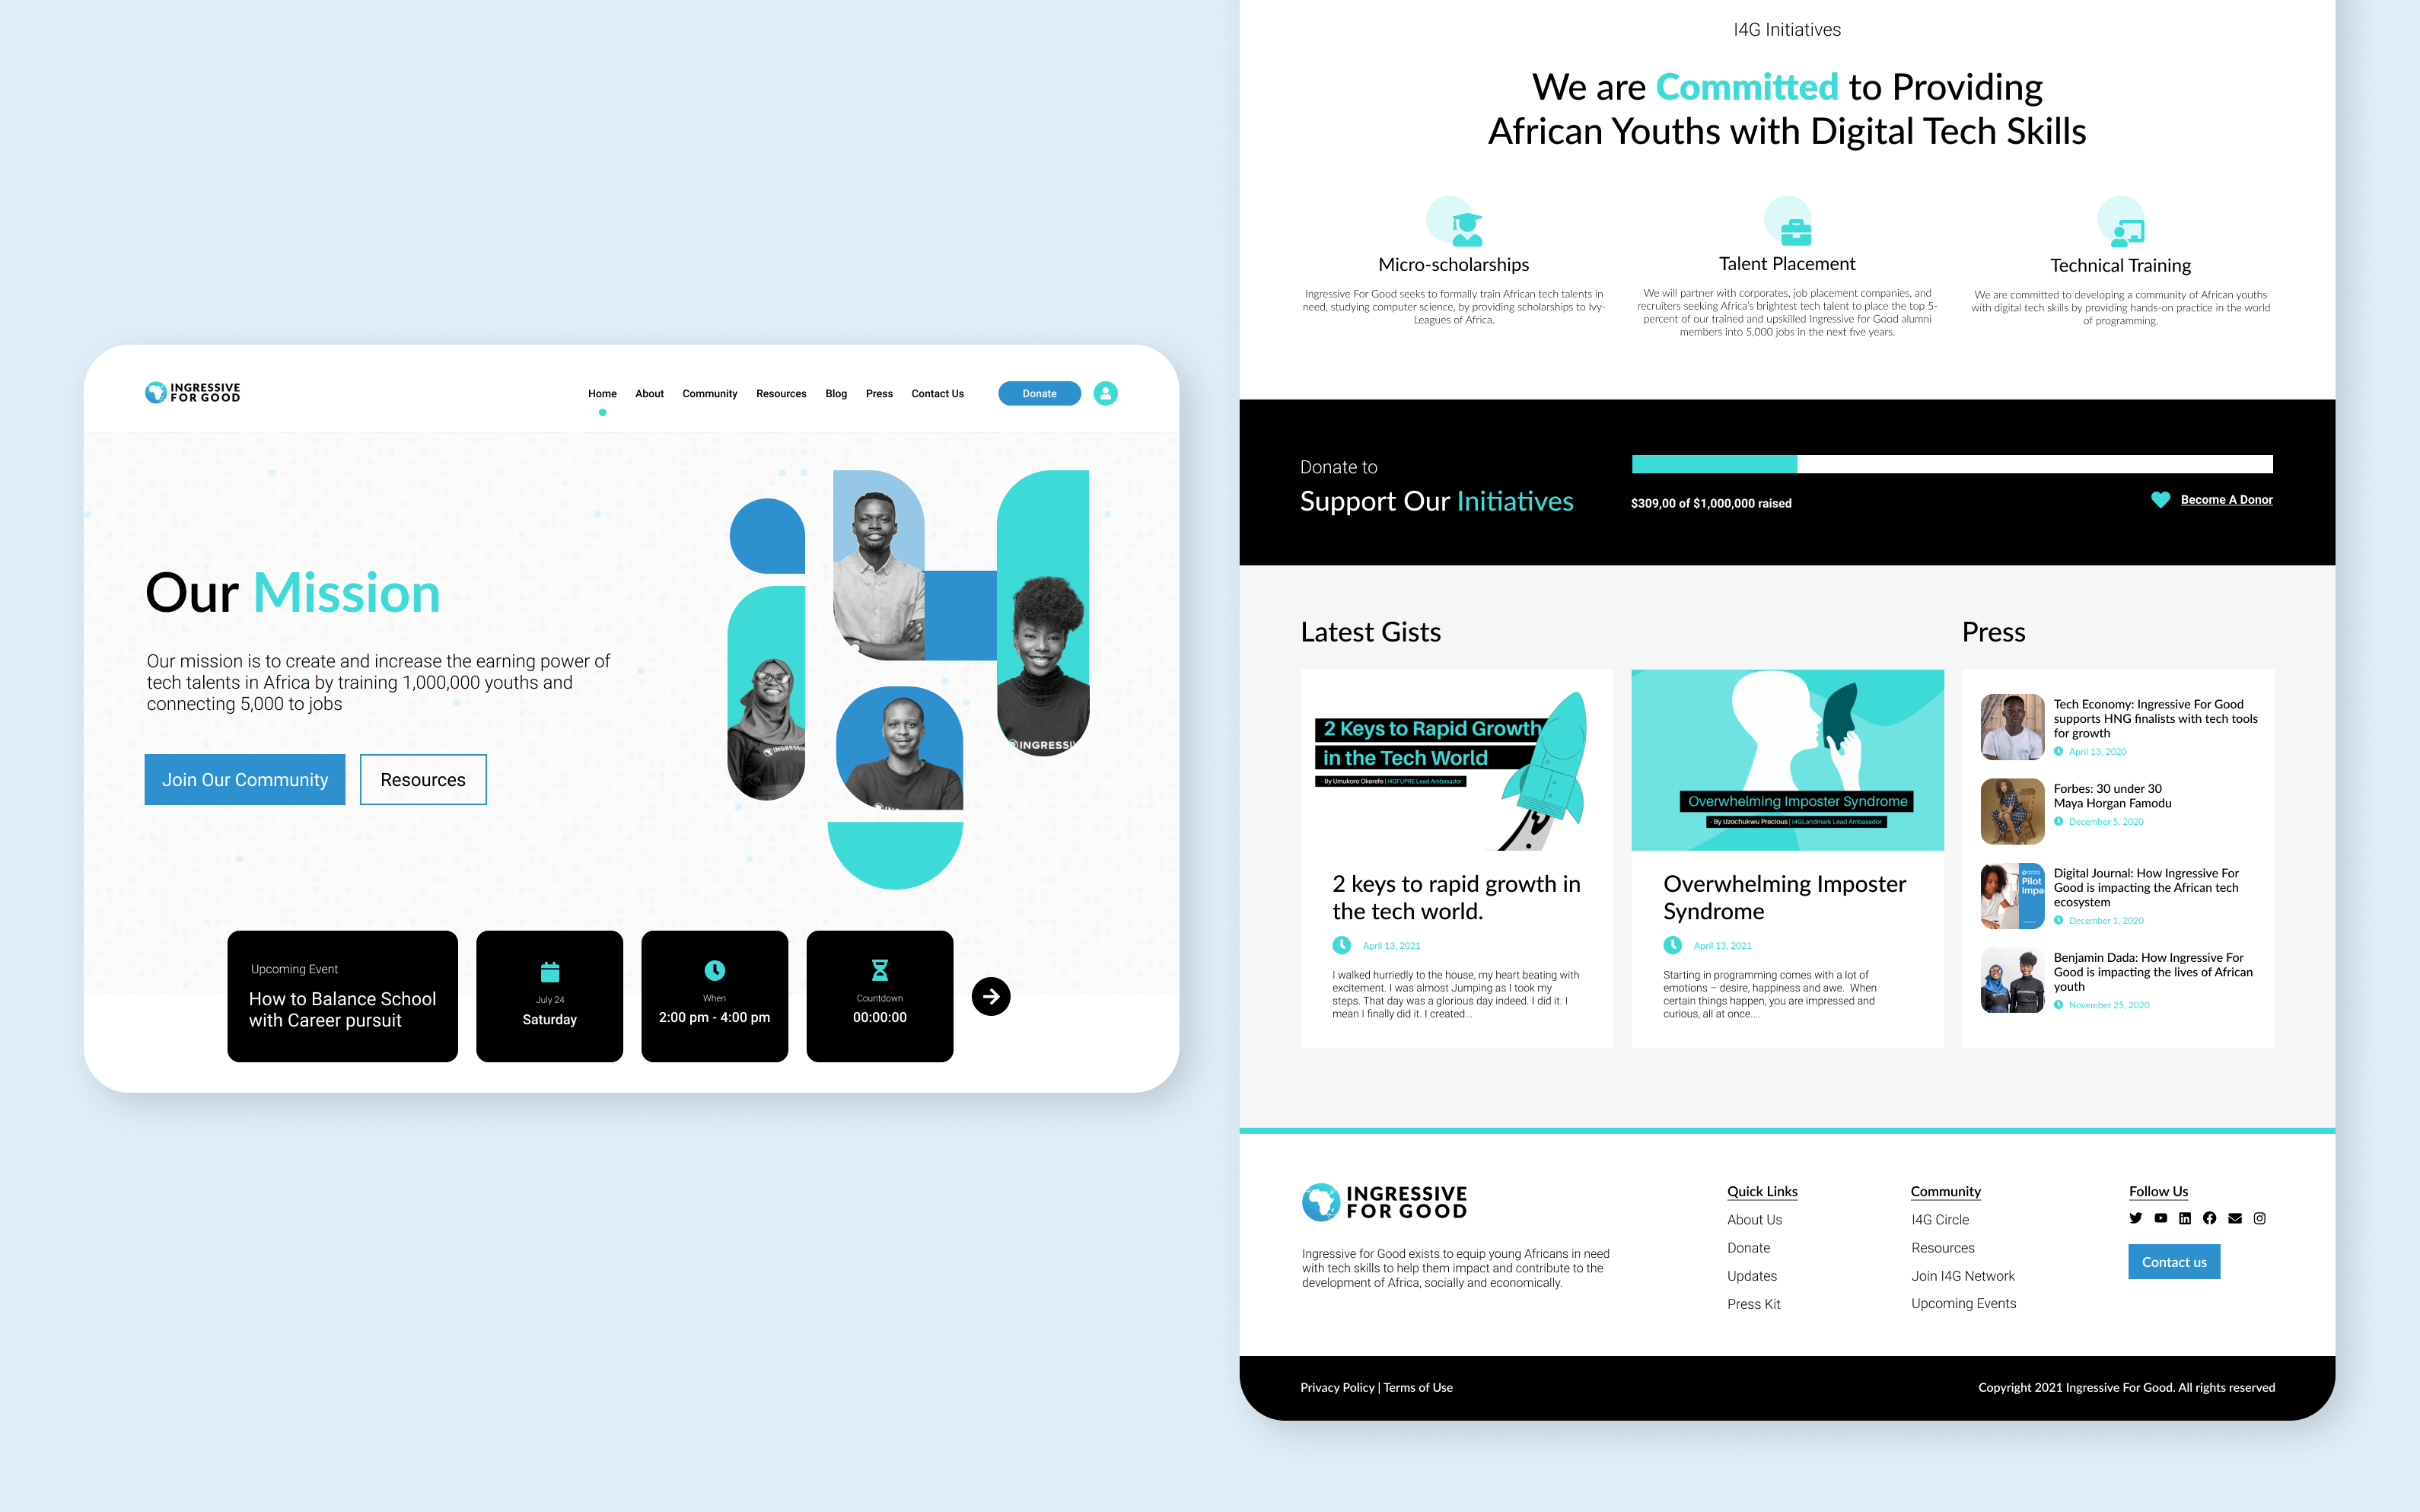 INGRESSIVE
FOR GOOD
Home About Community Resources Blog Press Contact Us
Donate
Our Mission
Our mission is to create and increase the earning power of
tech talents in Africa by training 1,000,000 youths and
connecting 5,000 to jobs
Join Our Community
Resources
INGRESSIV
INGRESSI
Upcoming Event
How to Balance School
with Career pursuit
July 24
Saturday
When
2:00 pm - 4:00 pm
Countdown
00:00:00
I4G Initiatives
We are Committed to Providing
African Youths with Digital Tech Skills
Micro-scholarships
Ingressive For Good seeks to formally train African tech talents in
need, studying computer science, by providing scholarships to Ivy-
Leagues of Africa.
Talent Placement
We will partner with corporates, job placement companies, and
recruiters seeking Africa's brightest tech talent to place the top 5-
percent of our trained and upskilled Ingressive for Good alumni
members into 5,000 jobs in the next five years.
Technical Training
We are committed to developing a community of African youths
with digital tech skills by providing hands-on practice in the world
of programming.
Donate to
Support Our Initiatives
$309,00 of $1,000,000 raised
Become A Donor
Latest Gists
2 Keys to Rapid Growth
in the Tech World
- By Umukoro Okerefe | I4GFUPRE Lead Ambasador
2 keys to rapid growth in
the tech world.
April 13, 2021
I walked hurriedly to the house, my heart beating with
excitement. I was almost Jumping as I took my
steps. That day was a glorious day indeed. I did it. I
mean I finally did it. I created...
Overwhelming Imposter Syndrome
- By Uzochukwu Precious | I4GLandmark Lead Ambasador
Overwhelming Imposter
Syndrome
April 13, 2021
Starting in programming comes with a lot of
emotions – desire, happiness and awe. When
certain things happen, you are impressed and
curious, all at once....
Press
Tech Economy: Ingressive For Good
supports HNG finalists with tech tools
for growth
April 13, 2020
Forbes: 30 under 30
Maya Horgan Famodu
December 5, 2020
Pilot
Impa
Digital Journal: How Ingressive For
Good is impacting the African tech
ecosystem
December 1, 2020
Benjamin Dada: How Ingressive For
Good is impacting the lives of African
youth
November 25, 2020
INGRESSIVE
FOR GOOD
Ingressive for Good exists to equip young Africans in need
with tech skills to help them impact and contribute to the
development of Africa, socially and economically.
Quick Links
About Us
Donate
Updates
Press Kit
Community
I4G Circle
Resources
Join I4G Network
Upcoming Events
Follow Us
Contact us
Privacy Policy | Terms of Use
Copyright 2021 Ingressive For Good. All rights reserved